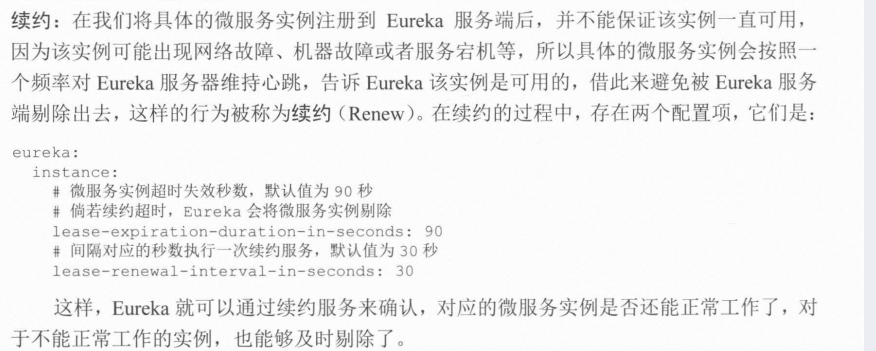 续约：在我们将具体的微服务实例注册到 Eureka 服务端后，并不能保证该实例一直可用，
因为该实例可能出现网络故障、机器故障或者服务宕机等，所以具体的微服务实例会按照一
个频率对 Eureka 服务器维持心跳，告诉 Eureka 该实例是可用的，借此来避免被 Eureka 服务
端剔除出去，这样的行为被称为续约（Renew）。在续约的过程中，存在两个配置项，它们是：
eureka:
  instance:
    # 微服务实例超时失效秒数，默认值为 90 秒
    # 倘若续约超时，Eureka 会将微服务实例剔除
    lease-expiration-duration-in-seconds: 90
    # 间隔对应的秒数执行一次续约服务，默认值为 30 秒
    lease-renewal-interval-in-seconds: 30
这样，Eureka 就可以通过续约服务来确认，对应的微服务实例是否还能正常工作了，对
于不能正常工作的实例，也能够及时剔除了。